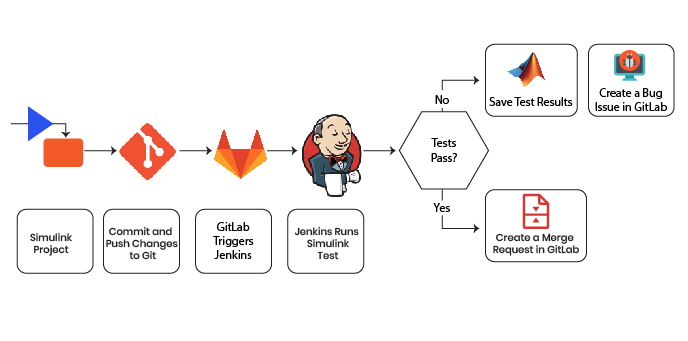 No
Save Test Results
Create a Bug
Issue in GitLab
Tests
Pass?
Yes
Simulink
Project
Commit and
Push Changes
to Git
GitLab
Triggers
Jenkins
Jenkins Runs
Simulink
Test
Create a Merge
Request in GitLab